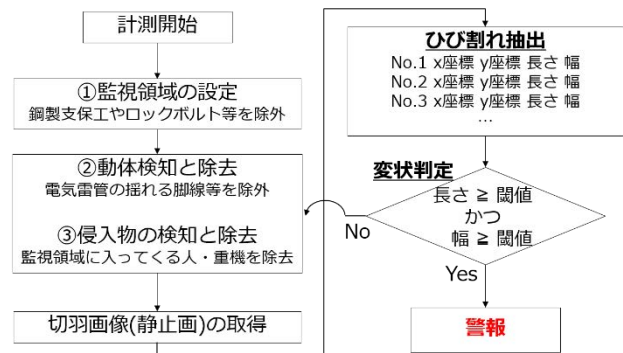 計測開始
①監視領域の設定
鋼製支保工やロックボルト等を除外
②動体検知と除去
電気雷管の揺れる脚線等を除外
③侵入物の検知と除去
監視領域に入ってくる人・重機を除去
切羽画像(静止画)の取得
ひび割れ抽出
No.1 x座標 y座標 長さ 幅
No.2 x座標 y座標 長さ 幅
No.3 x座標 y座標 長さ 幅
…
変状判定
長さ ≧ 閾値
かつ
幅 ≧ 閾値
No
Yes
警報